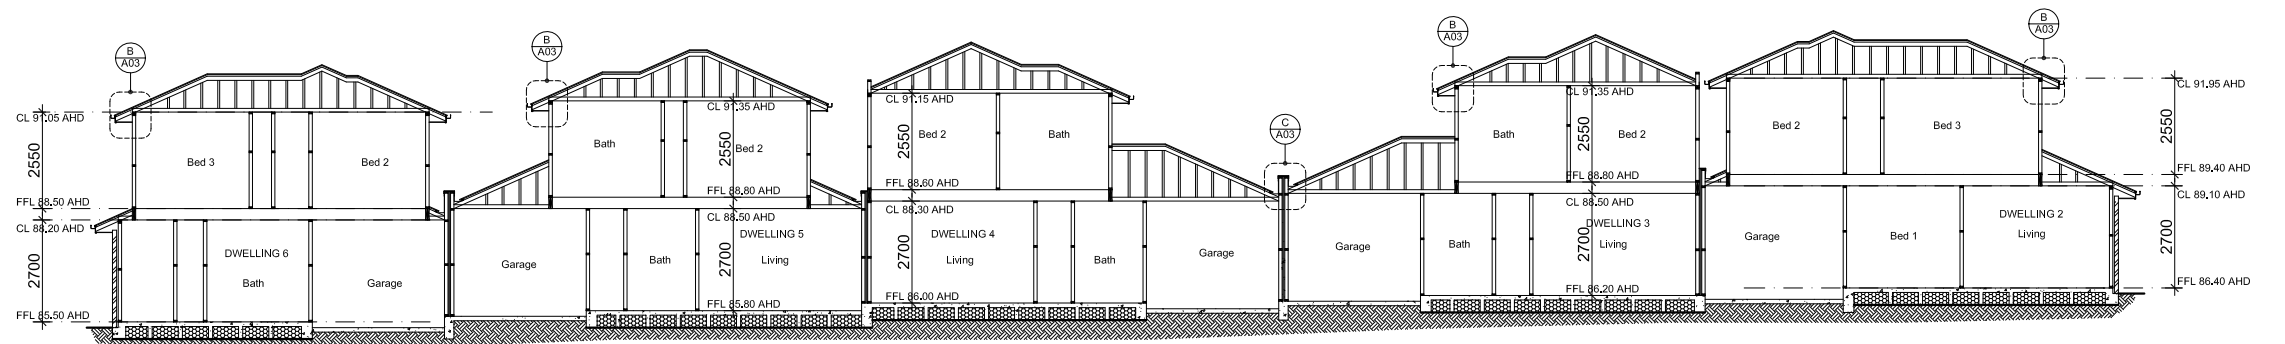 B
A03
B
A03
B
A03
B
A03
C
A03
CL 91.05 AHD
2550
FFL 88.50 AHD
CL 88.20 AHD
2700
FFL 85.50 AHD
Bed 3
Bed 2
DWELLING 6
Bath
Garage
Bath
CL 91.35 AHD
2550
Bed 2
FFL 88.80 AHD
CL 88.50 AHD
DWELLING 5
Garage
Bath
2700
Living
FFL 85.80 AHD
CL 91.15 AHD
2550
Bed 2
Bath
FFL 88.60 AHD
CL 88.30 AHD
DWELLING 4
2700
Living
Bath
Garage
FFL 86.00 AHD
CL 91.35 AHD
Bath
2550
Bed 2
FFL 88.80 AHD
CL 88.50 AHD
DWELLING 3
Garage
Bath
2700
Living
FFL 86.20 AHD
Bed 2
Bed 3
DWELLING 2
Garage
Bed 1
Living
CL 91.95 AHD
2550
FFL 89.40 AHD
CL 89.10 AHD
2700
FFL 86.40 AHD